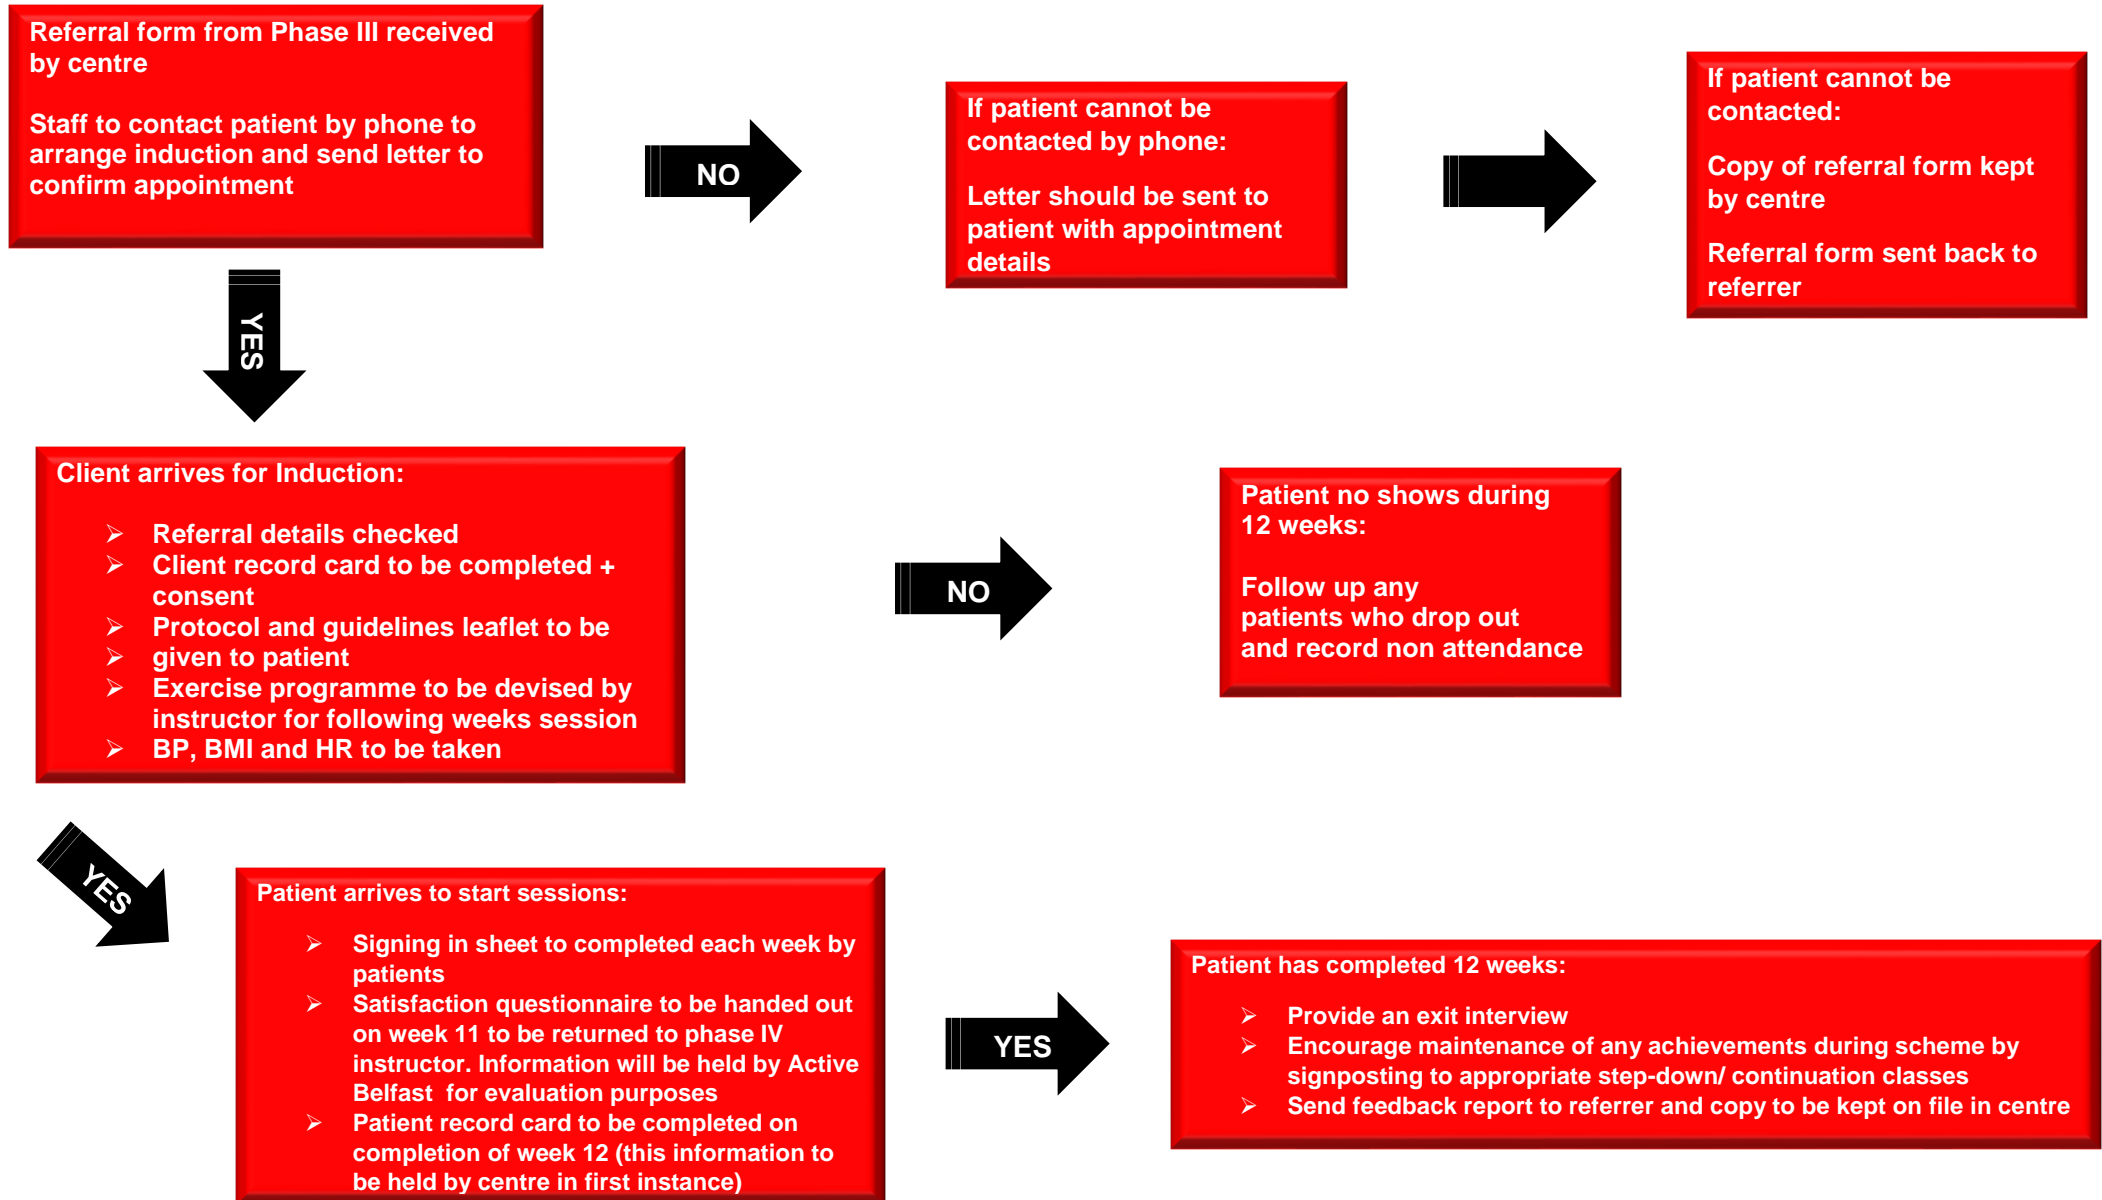 Referral form from Phase III received
by centre
Staff to contact patient by phone to
arrange induction and send letter to
confirm appointment
NO
If patient cannot be
contacted by phone:
Letter should be sent to
patient with appointment
details
If patient cannot be
contacted:
Copy of referral form kept
by centre
Referral form sent back to
referrer
YES
Client arrives for Induction:
➢ Referral details checked
➢ Client record card to be completed +
consent
➢ Protocol and guidelines leaflet to be
➢ given to patient
➢ Exercise programme to be devised by
instructor for following weeks session
➢ BP, BMI and HR to be taken
NO
Patient no shows during
12 weeks:
Follow up any
patients who drop out
and record non attendance
YES
Patient arrives to start sessions:
➢ Signing in sheet to completed each week by
patients
➢ Satisfaction questionnaire to be handed out
on week 11 to be returned to phase IV
instructor. Information will be held by Active
Belfast for evaluation purposes
➢ Patient record card to be completed on
completion of week 12 (this information to
be held by centre in first instance)
YES
Patient has completed 12 weeks:
➢ Provide an exit interview
➢ Encourage maintenance of any achievements during scheme by
signposting to appropriate step-down/ continuation classes
➢ Send feedback report to referrer and copy to be kept on file in centre